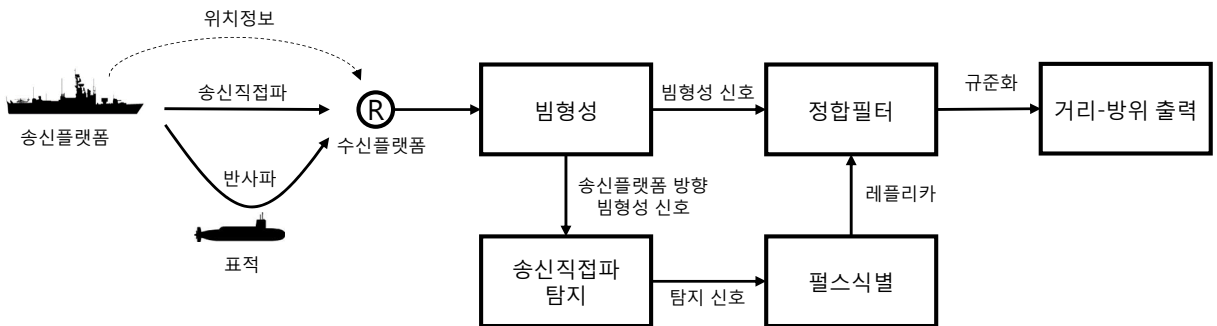 위치정보
송신직접파
송신플랫폼
반사파
표적
R
수신플랫폼
빔형성
빔형성 신호
정합필터
규준화
거리-방위 출력
송신플랫폼 방향
빔형성 신호
레플리카
송신직접파
탐지
탐지 신호
펄스식별